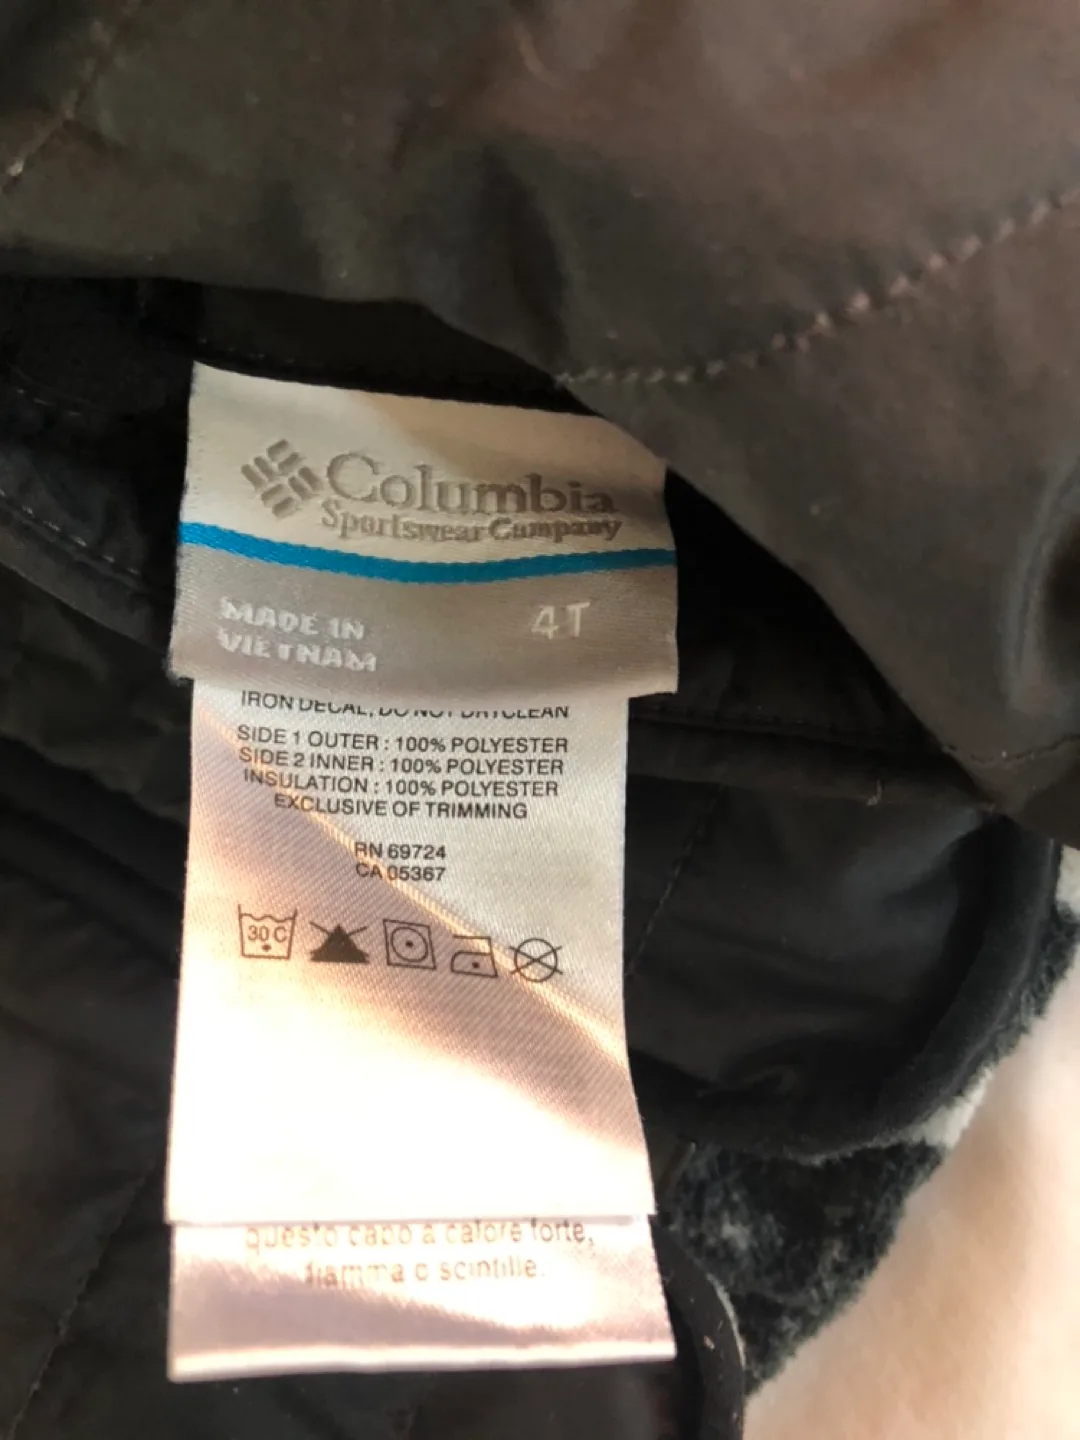 Columbia
Sportswear Company
MADE IN
VIETNAM
4T
IRON DECAL, DO NOT DRYCLEAN
SIDE 1 OUTER : 100% POLYESTER
SIDE 2 INNER : 100% POLYESTER
INSULATION : 100% POLYESTER
EXCLUSIVE OF TRIMMING
RN 69724
CA 05367
30 C
questo capo a calore forte,
fiamma o scintille.